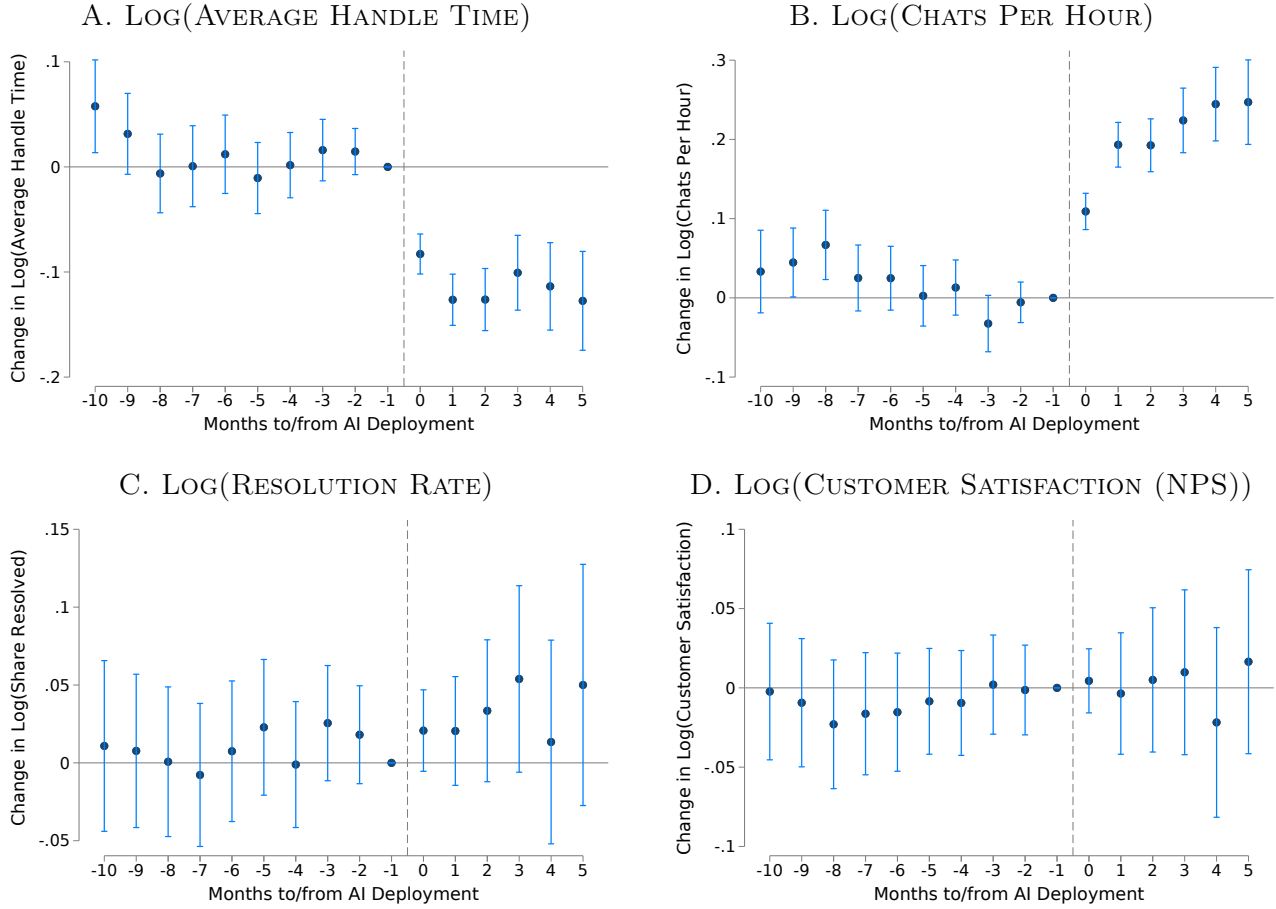 A. Log(Average Handle Time)
Change in Log(Average Handle Time)
.1
0
-.1
-.2
-10 -9 -8 -7 -6 -5 -4 -3 -2 -1 0 1 2 3 4 5
Months to/from AI Deployment
B. Log(Chats Per Hour)
Change in Log(Chats Per Hour)
.3
.2
.1
0
-.1
-10 -9 -8 -7 -6 -5 -4 -3 -2 -1 0 1 2 3 4 5
Months to/from AI Deployment
C. Log(Resolution Rate)
Change in Log(Share Resolved)
.15
.1
.05
0
-.05
-10 -9 -8 -7 -6 -5 -4 -3 -2 -1 0 1 2 3 4 5
Months to/from AI Deployment
D. Log(Customer Satisfaction (NPS))
Change in Log(Customer Satisfaction)
.1
.05
0
-.05
-.1
-10 -9 -8 -7 -6 -5 -4 -3 -2 -1 0 1 2 3 4 5
Months to/from AI Deployment